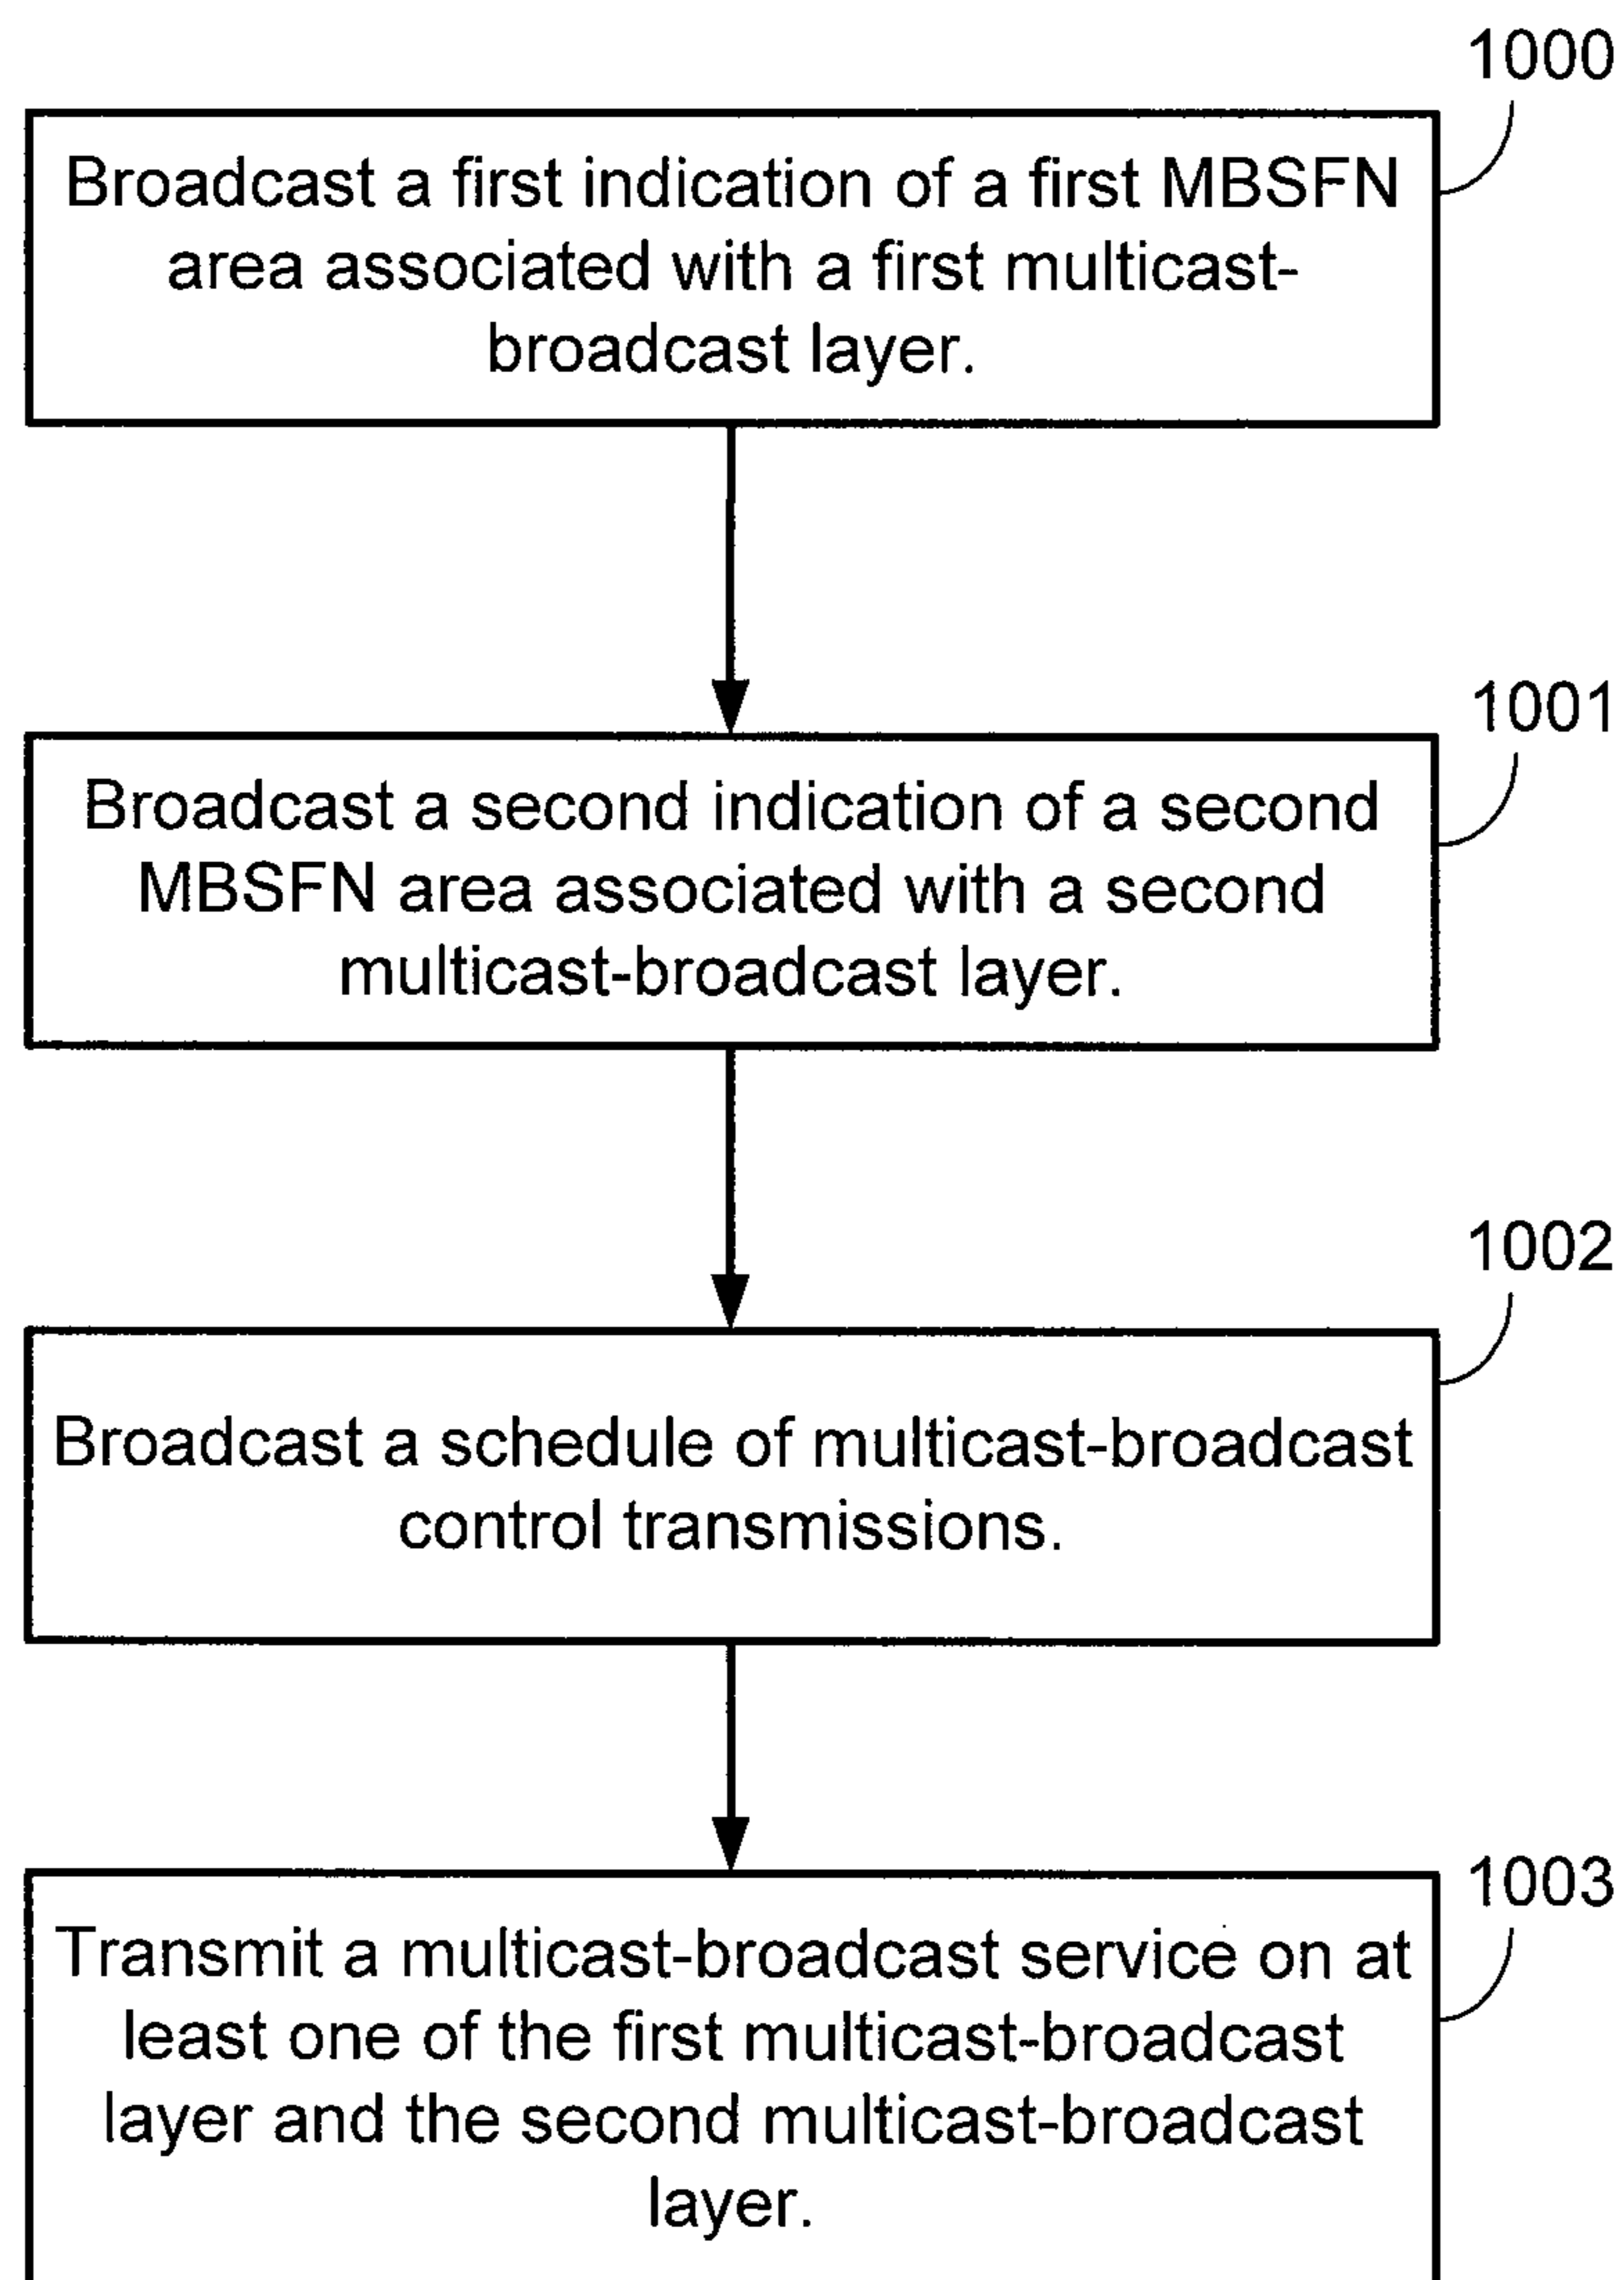 1000
Broadcast a first indication of a first MBSFN
area associated with a first multicast-
broadcast layer.
1001
Broadcast a second indication of a second
MBSFN area associated with a second
multicast-broadcast layer.
1002
Broadcast a schedule of multicast-broadcast
control transmissions.
1003
Transmit a multicast-broadcast service on at
least one of the first multicast-broadcast
layer and the second multicast-broadcast
layer.